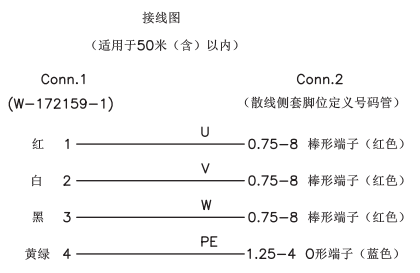 接线图
（适用于50米（含）以内）
Conn.1 Conn.2
(W-172159-1) （散线侧套脚位定义号码管）
红 1 U 0.75-8 棒形端子（红色）
白 2 V 0.75-8 棒形端子（红色）
黑 3 W 0.75-8 棒形端子（红色）
黄绿 4 PE 1.25-4 O形端子（蓝色）